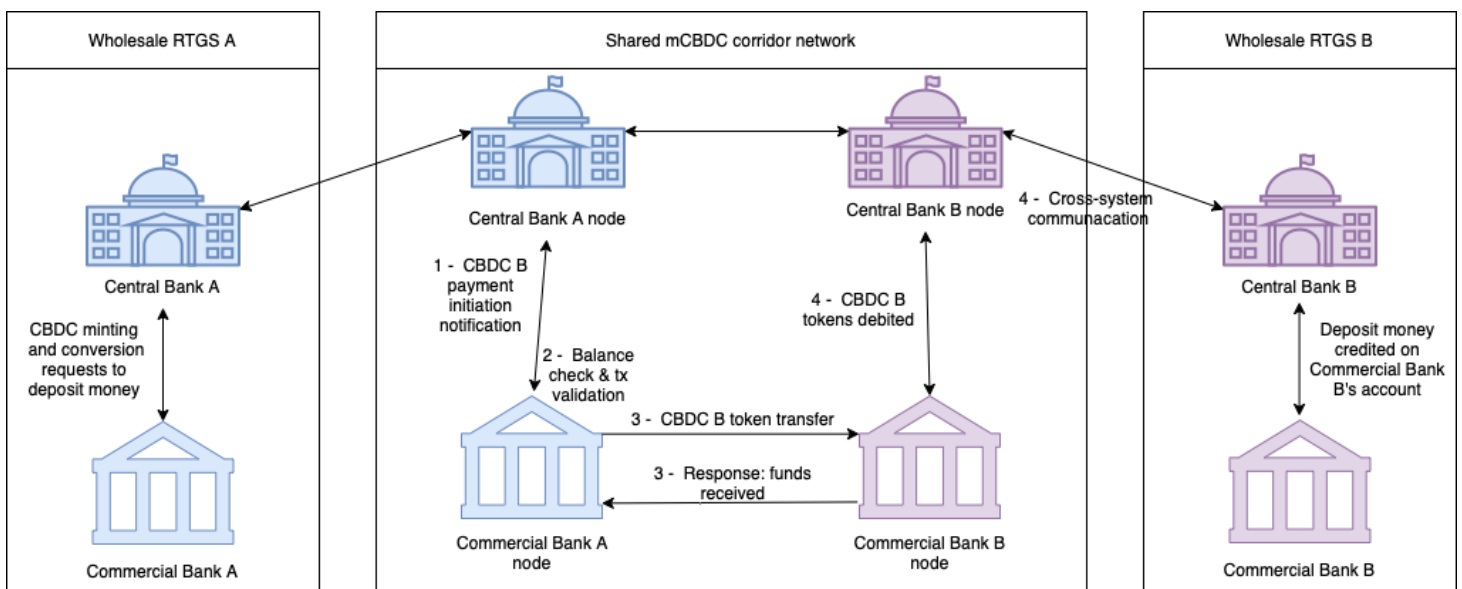 Wholesale RTGS A
Shared mCBDC corridor network
Wholesale RTGS B
Central Bank A node
Central Bank B node
4 - Cross-system
communacation
1 - CBDC B
payment
initiation
notification
Central Bank A
4 - CBDC B
tokens debited
Central Bank B
CBDC minting
and conversion
requests to
deposit money
2 - Balance
check & tx
validation
Deposit money
credited on
Commercial Bank
B's account
3 - CBDC B token transfer
3 - Response: funds
received
Commercial Bank A
node
Commercial Bank B
node
Commercial Bank A
Commercial Bank B